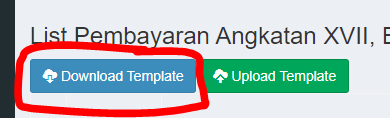 List Pembayaran Angkatan XVII,
Download Template Upload Template